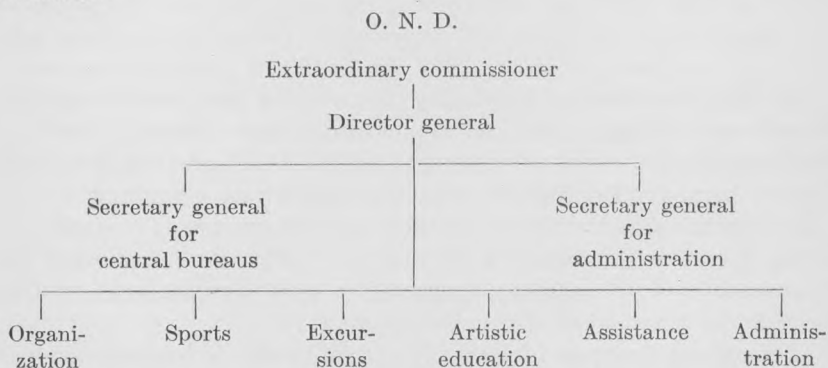 O. N. D.
Extraordinary commissioner
Director general
Secretary general
for
central bureaus
Secretary general
for
administration
Organi-
zation
Sports
Excur-
sions
Artistic
education
Assistance
Adminis-
tration